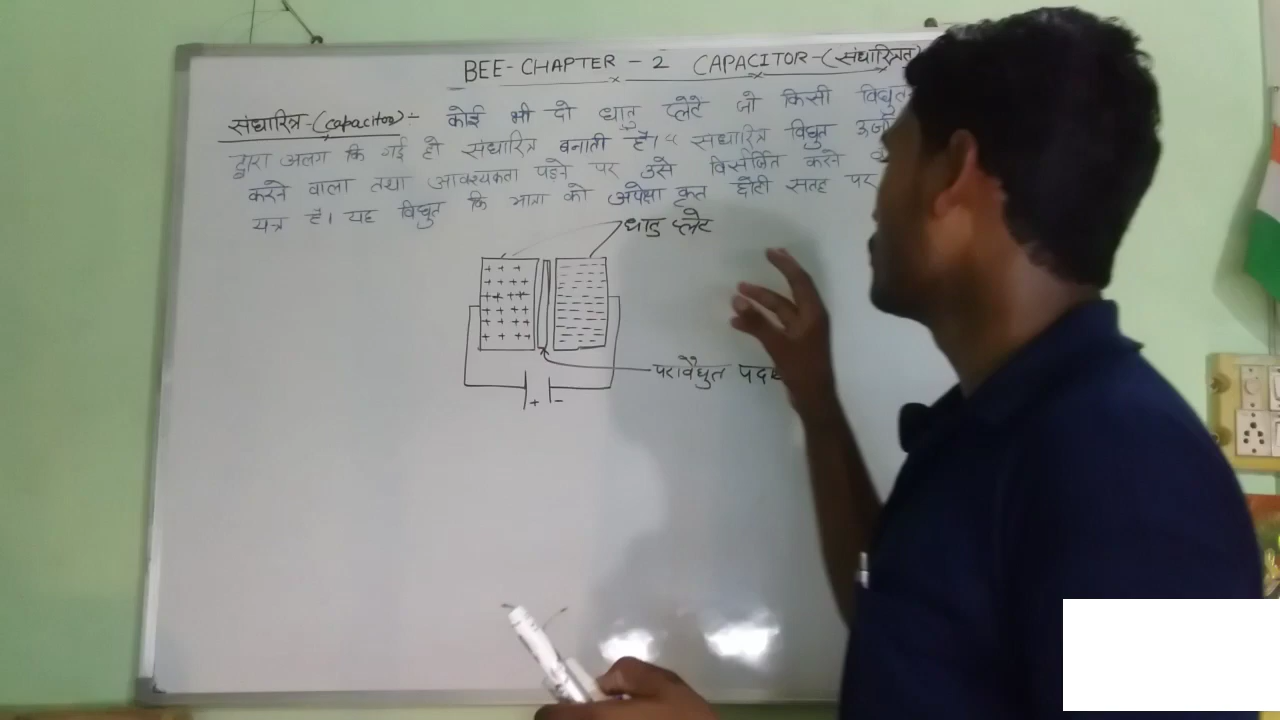 BEE-CHAPTER - 2 CAPACITOR-(संधारित्र
संधारित्र-(capacitor):- कोई भी दो धातु प्लेटें जो किसी विधुत
द्वारा अलग कि गई हो संधारित्र बनाती है। " संधारित्र विधुत ऊर्जा
करने वाला तथा आवश्यकता पड़ने पर उसे विसर्जित करने
यत्र है। यह विधुत कि मात्रा को अपेक्षा कृत छोटी सतह पर
धातु प्लेट
परावैधुत पदा
+ -